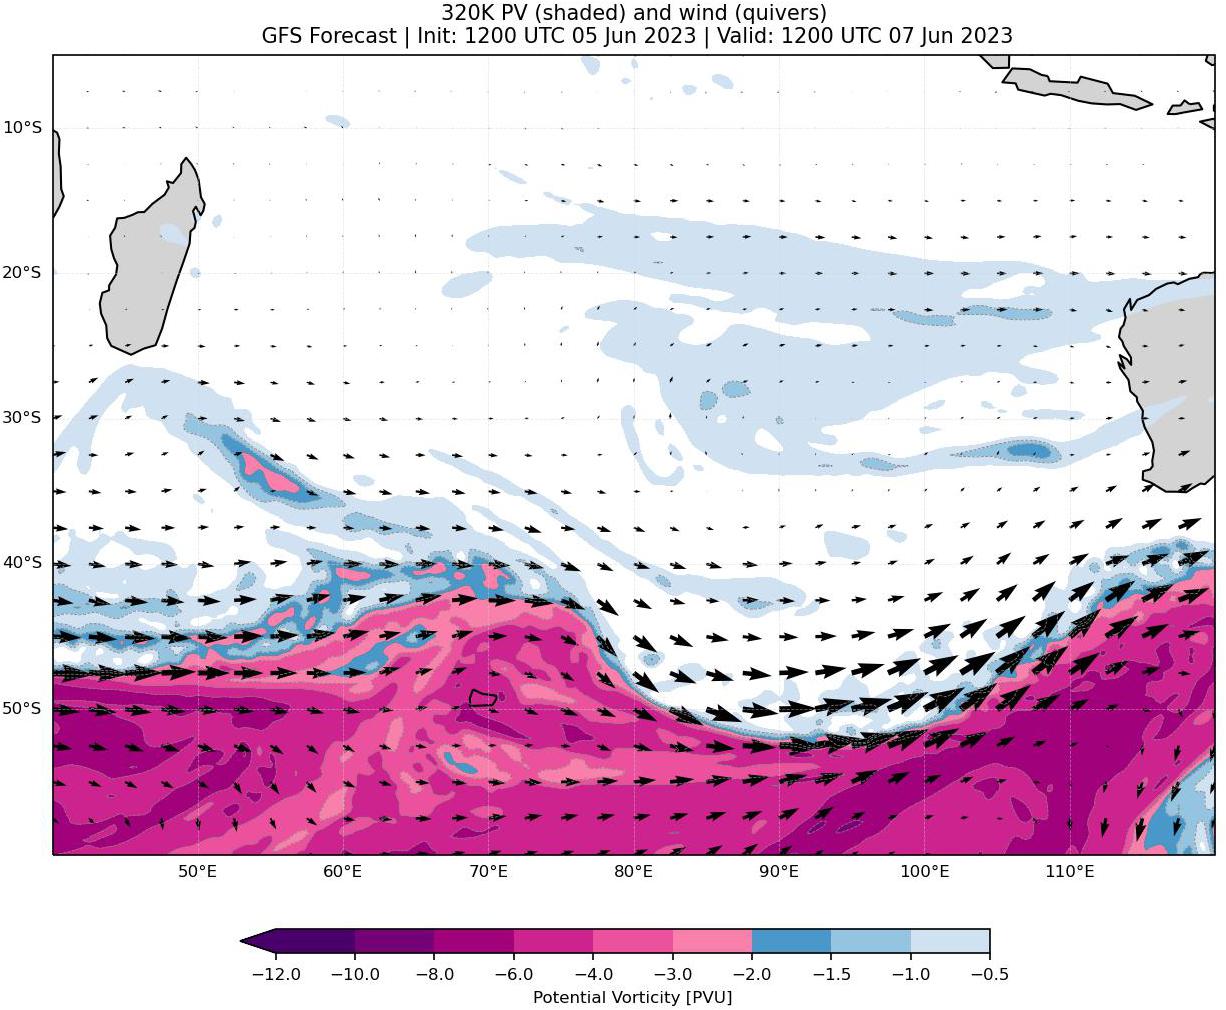 320K PV (shaded) and wind (quivers)
GFS Forecast | Init: 1200 UTC 05 Jun 2023 | Valid: 1200 UTC 07 Jun 2023
10°S
20°S
30°S
40°S
50°S
50°E 60°E 70°E 80°E 90°E 100°E 110°E
−12.0 −10.0 −8.0 −6.0 −4.0 −3.0 −2.0 −1.5 −1.0 −0.5
Potential Vorticity [PVU]